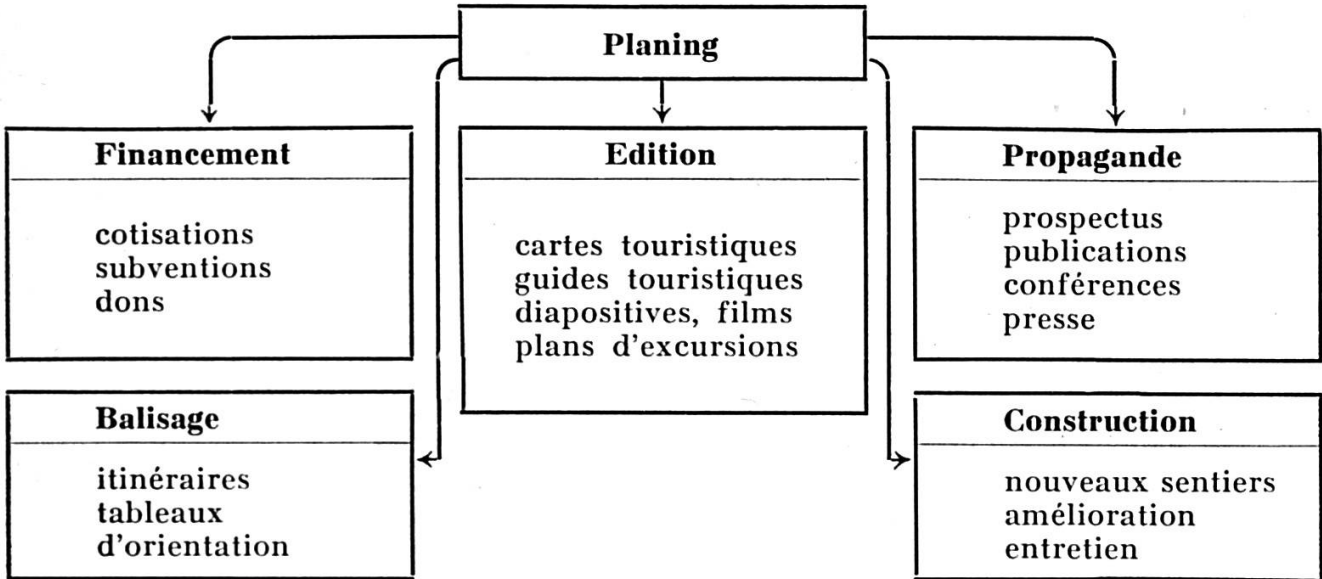 Planing
Financement
cotisations
subventions
dons
Edition
cartes touristiques
guides touristiques
diapositives, films
plans d'excursions
Propagande
prospectus
publications
conférences
presse
Balisage
itinéraires
tableaux
d'orientation
Construction
nouveaux sentiers
amélioration
entretien